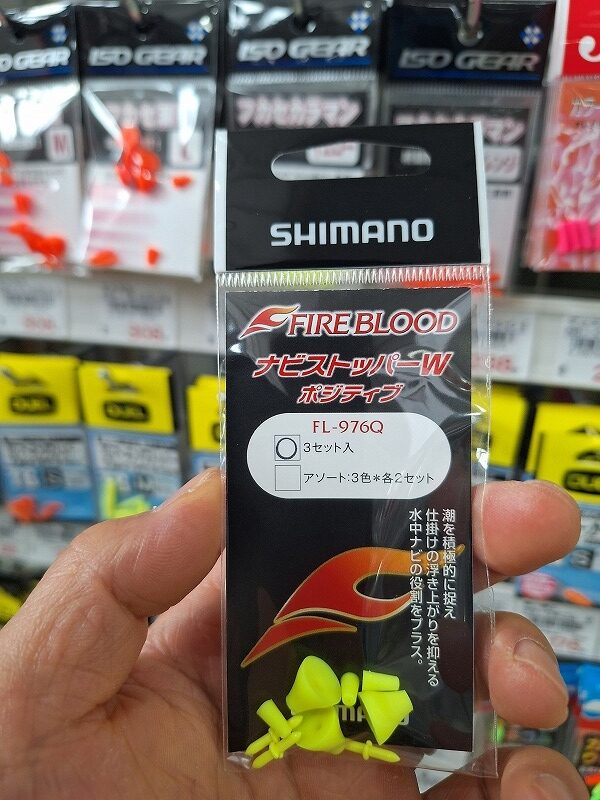 ISO GEAR
ISO GEAR
ISO GEAR
ISO GEAR
マカセカラマン
SHIMANO
FIRE BLOOD
ナビストッパーW
ポジティブ
FL-976Q
3セット入
アソート:3色*各2セット
潮を積極的に捉え
仕掛けの浮き上がりを抑える
水中ナビの役割をプラス。
DUEL
DUEL